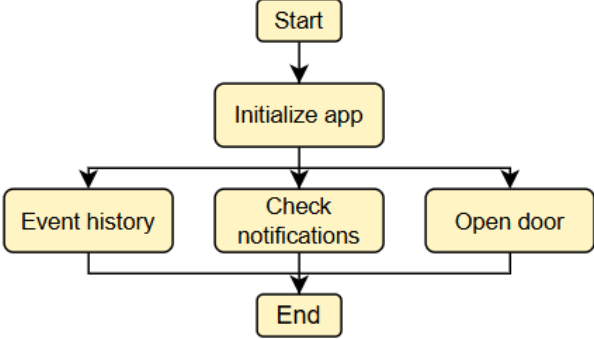 Start
Initialize app
Event history
Check
notifications
Open door
End